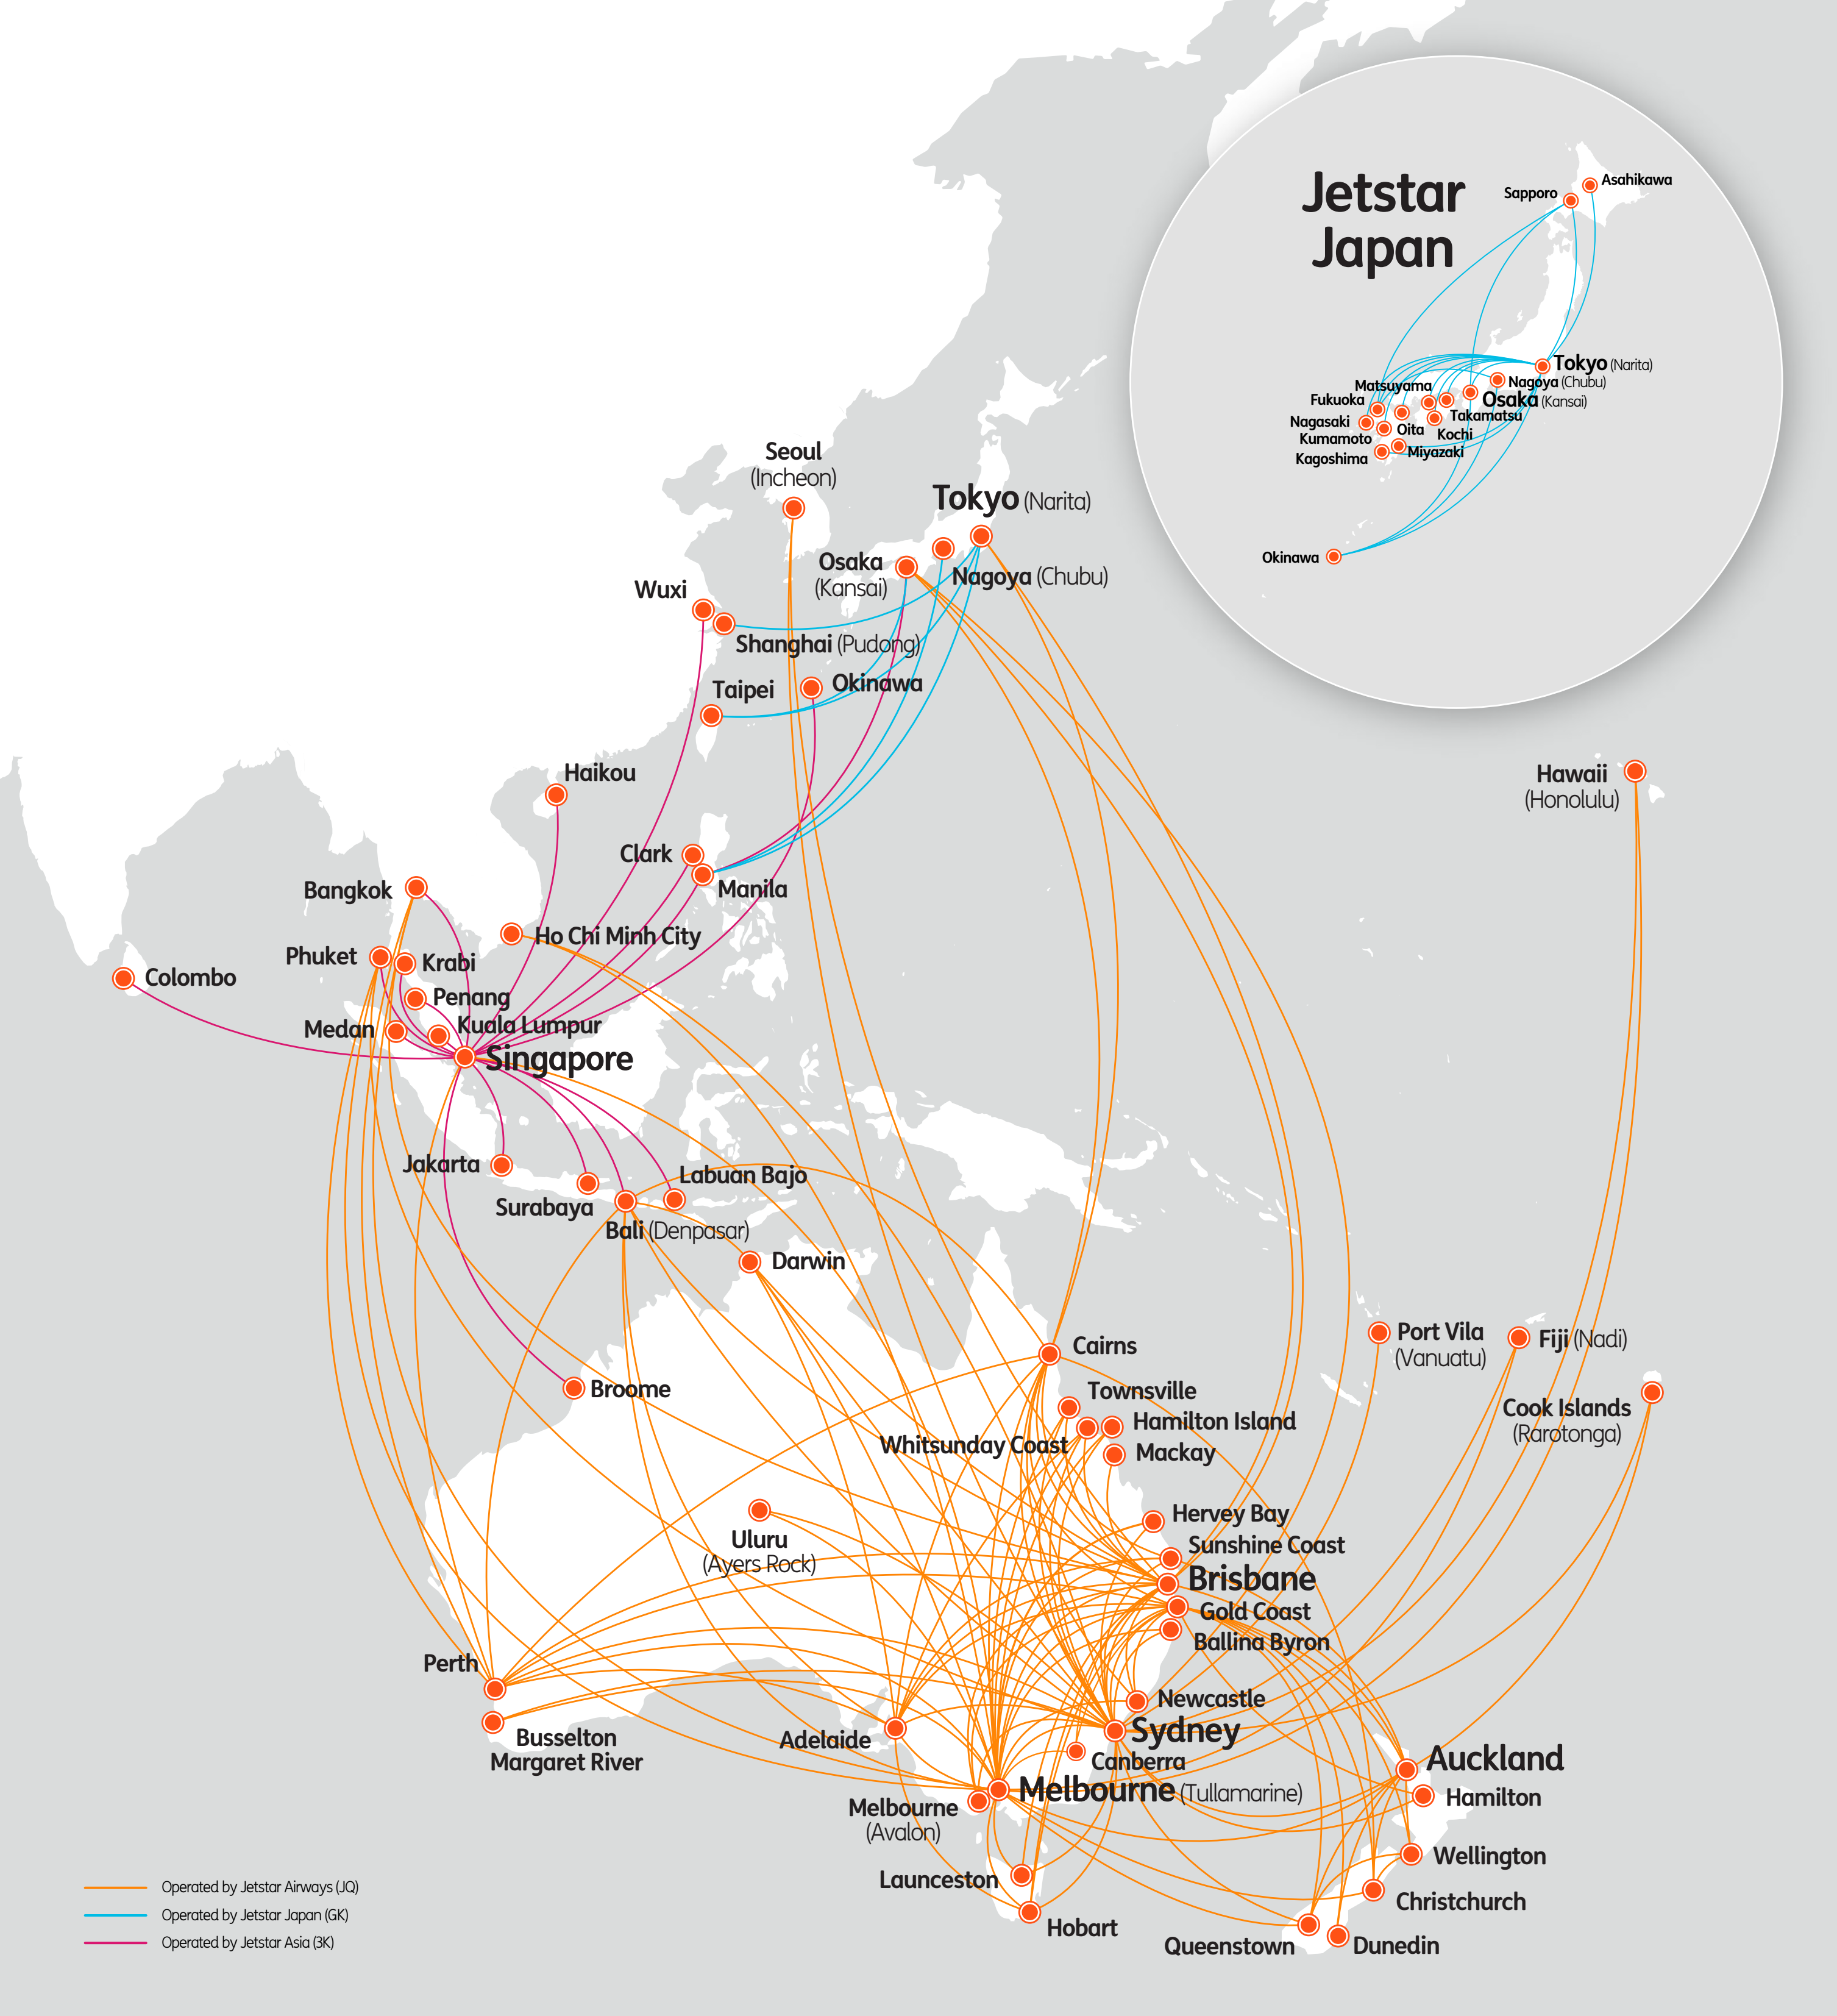 Jetstar
Japan
Asahikawa
Sapporo
Tokyo (Narita)
Nagoya (Chubu)
Matsuyama
Osaka (Kansai)
Fukuoka
Takamatsu
Nagasaki
Oita
Kochi
Kumamoto
Miyazaki
Kagoshima
Okinawa
Seoul
(Incheon)
Tokyo (Narita)
Osaka
(Kansai)
Nagoya (Chubu)
Wuxi
Shanghai (Pudong)
Taipei
Okinawa
Haikou
Hawaii
(Honolulu)
Clark
Manila
Bangkok
Ho Chi Minh City
Phuket
Krabi
Colombo
Penang
Medan
Kuala Lumpur
Singapore
Jakarta
Labuan Bajo
Surabaya
Bali (Denpasar)
Darwin
Cairns
Port Vila
(Vanuatu)
Fiji (Nadi)
Broome
Townsville
Cook Islands
(Rarotonga)
Hamilton Island
Whitsunday Coast
Mackay
Hervey Bay
Uluru
(Ayers Rock)
Sunshine Coast
Brisbane
Gold Coast
Ballina Byron
Perth
Newcastle
Sydney
Busselton
Margaret River
Adelaide
Canberra
Auckland
Melbourne (Tullamarine)
Hamilton
Melbourne
(Avalon)
Wellington
Launceston
Christchurch
Hobart
Queenstown
Dunedin
Operated by Jetstar Airways (JQ)
Operated by Jetstar Japan (GK)
Operated by Jetstar Asia (3K)